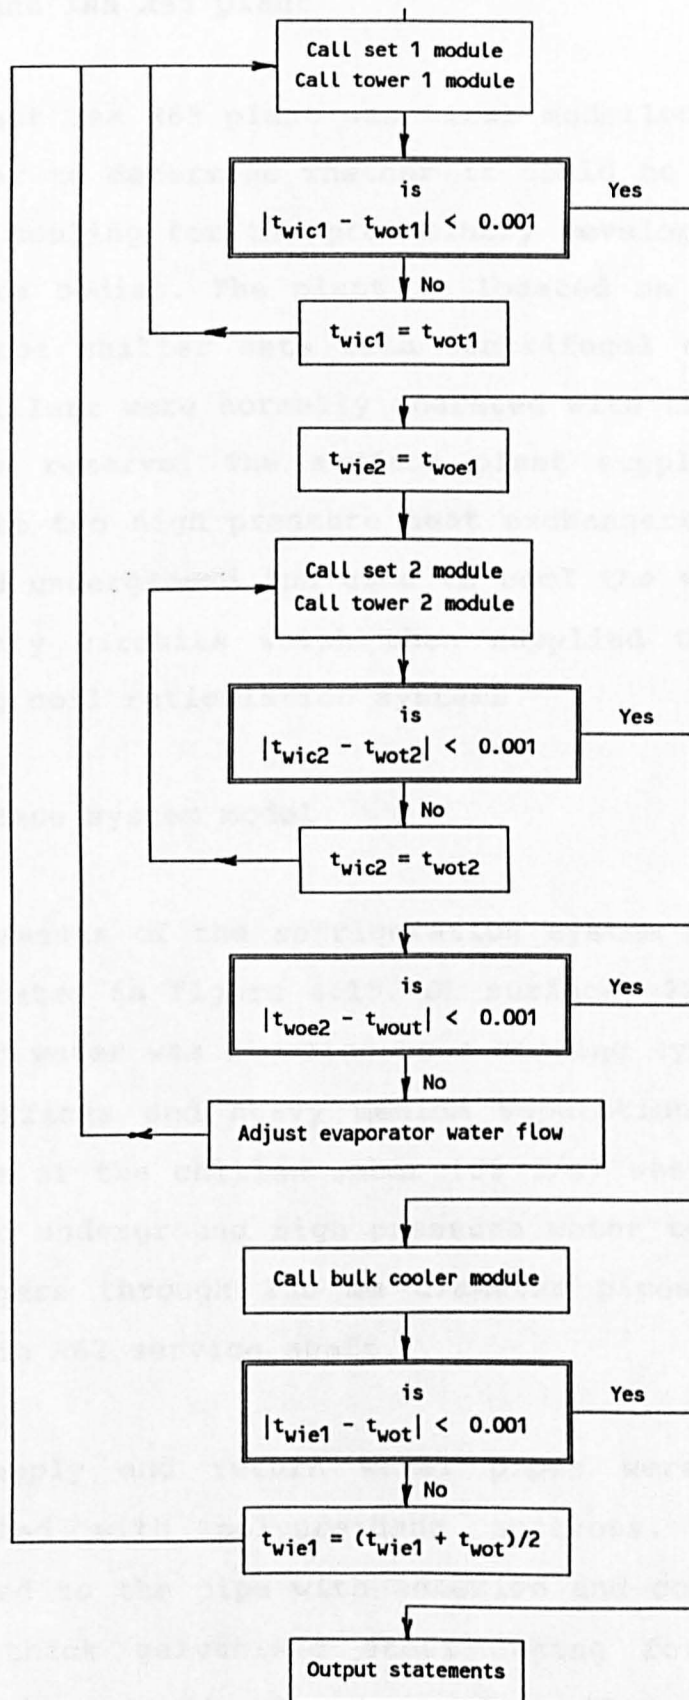 Call set 1 module
Call tower 1 module
is
|twic1 - twot1| < 0.001
Yes
No
twic1 = twot1
twie2 = twoe1
Call set 2 module
Call tower 2 module
is
|twic2 - twot2| < 0.001
Yes
No
twic2 = twot2
is
|twoe2 - twout| < 0.001
Yes
No
Adjust evaporator water flow
Call bulk cooler module
is
|twie1 - twot| < 0.001
Yes
No
twie1 = (twie1 + twot)/2
Output statements